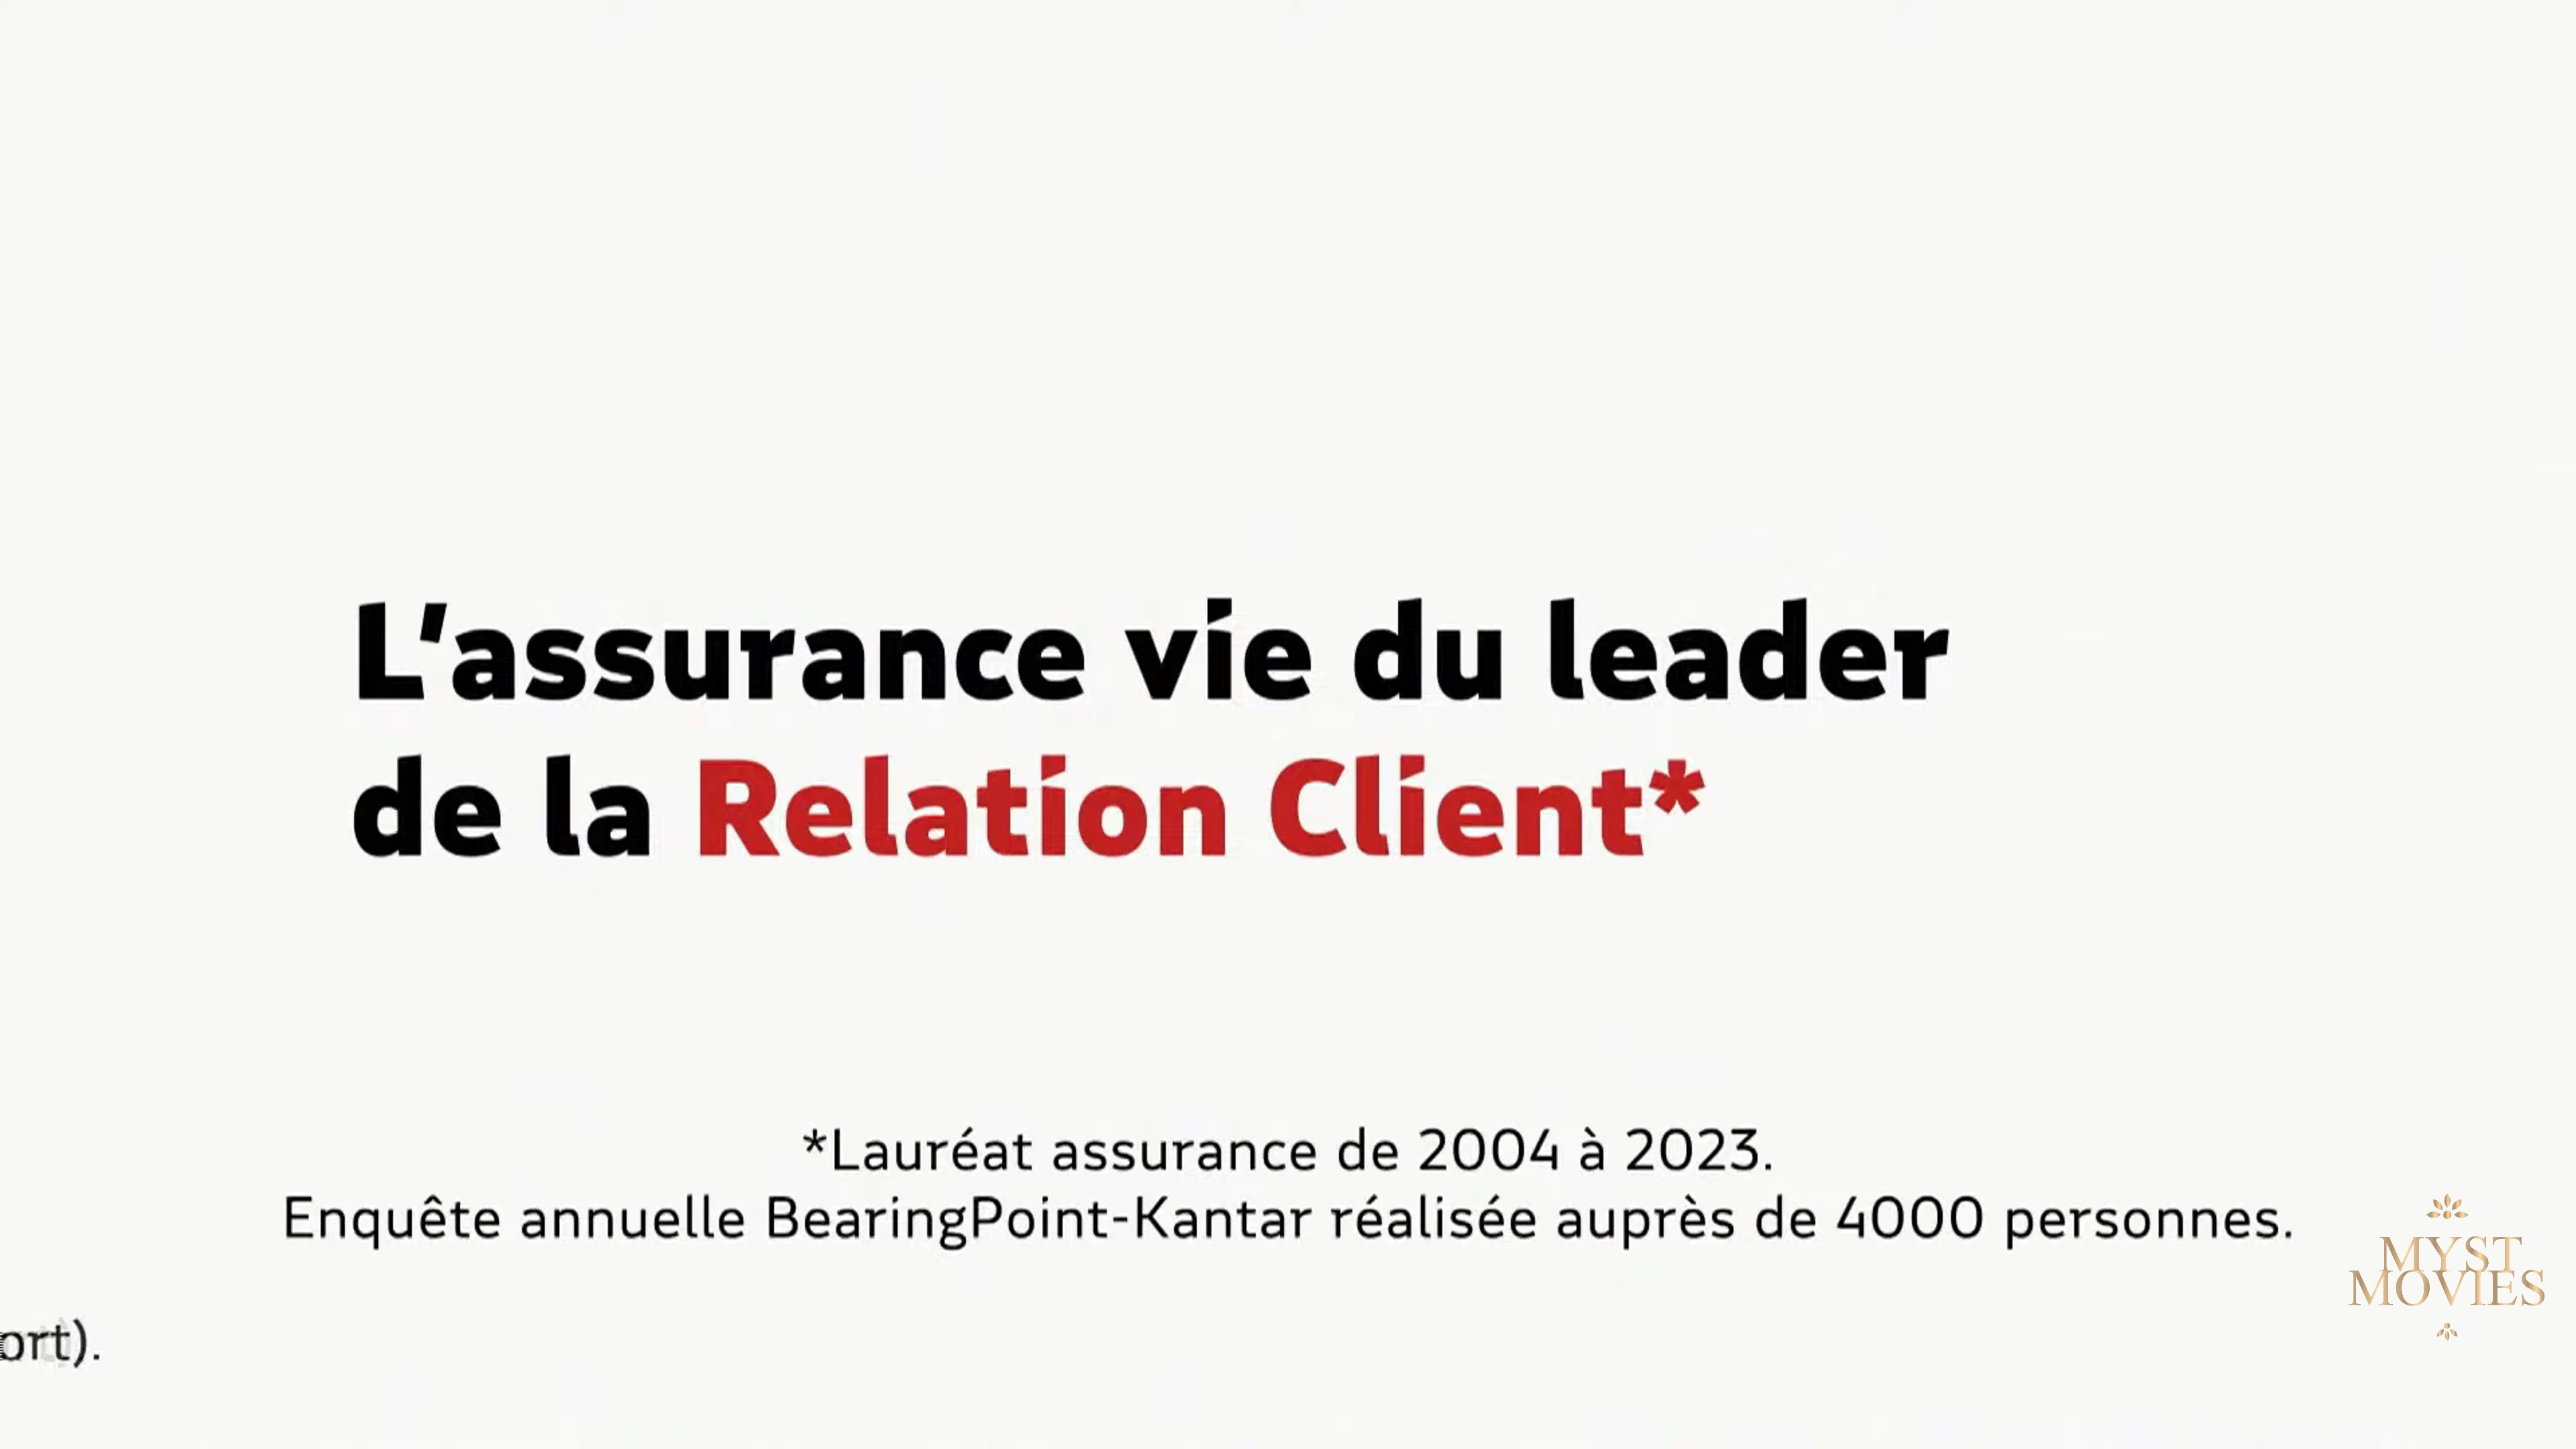 L'assurance vie du leader
de la Relation Client*
*Lauréat assurance de 2004 à 2023.
Enquête annuelle BearingPoint-Kantar réalisée auprès de 4000 personnes.
MYST
MOVIES
ort).